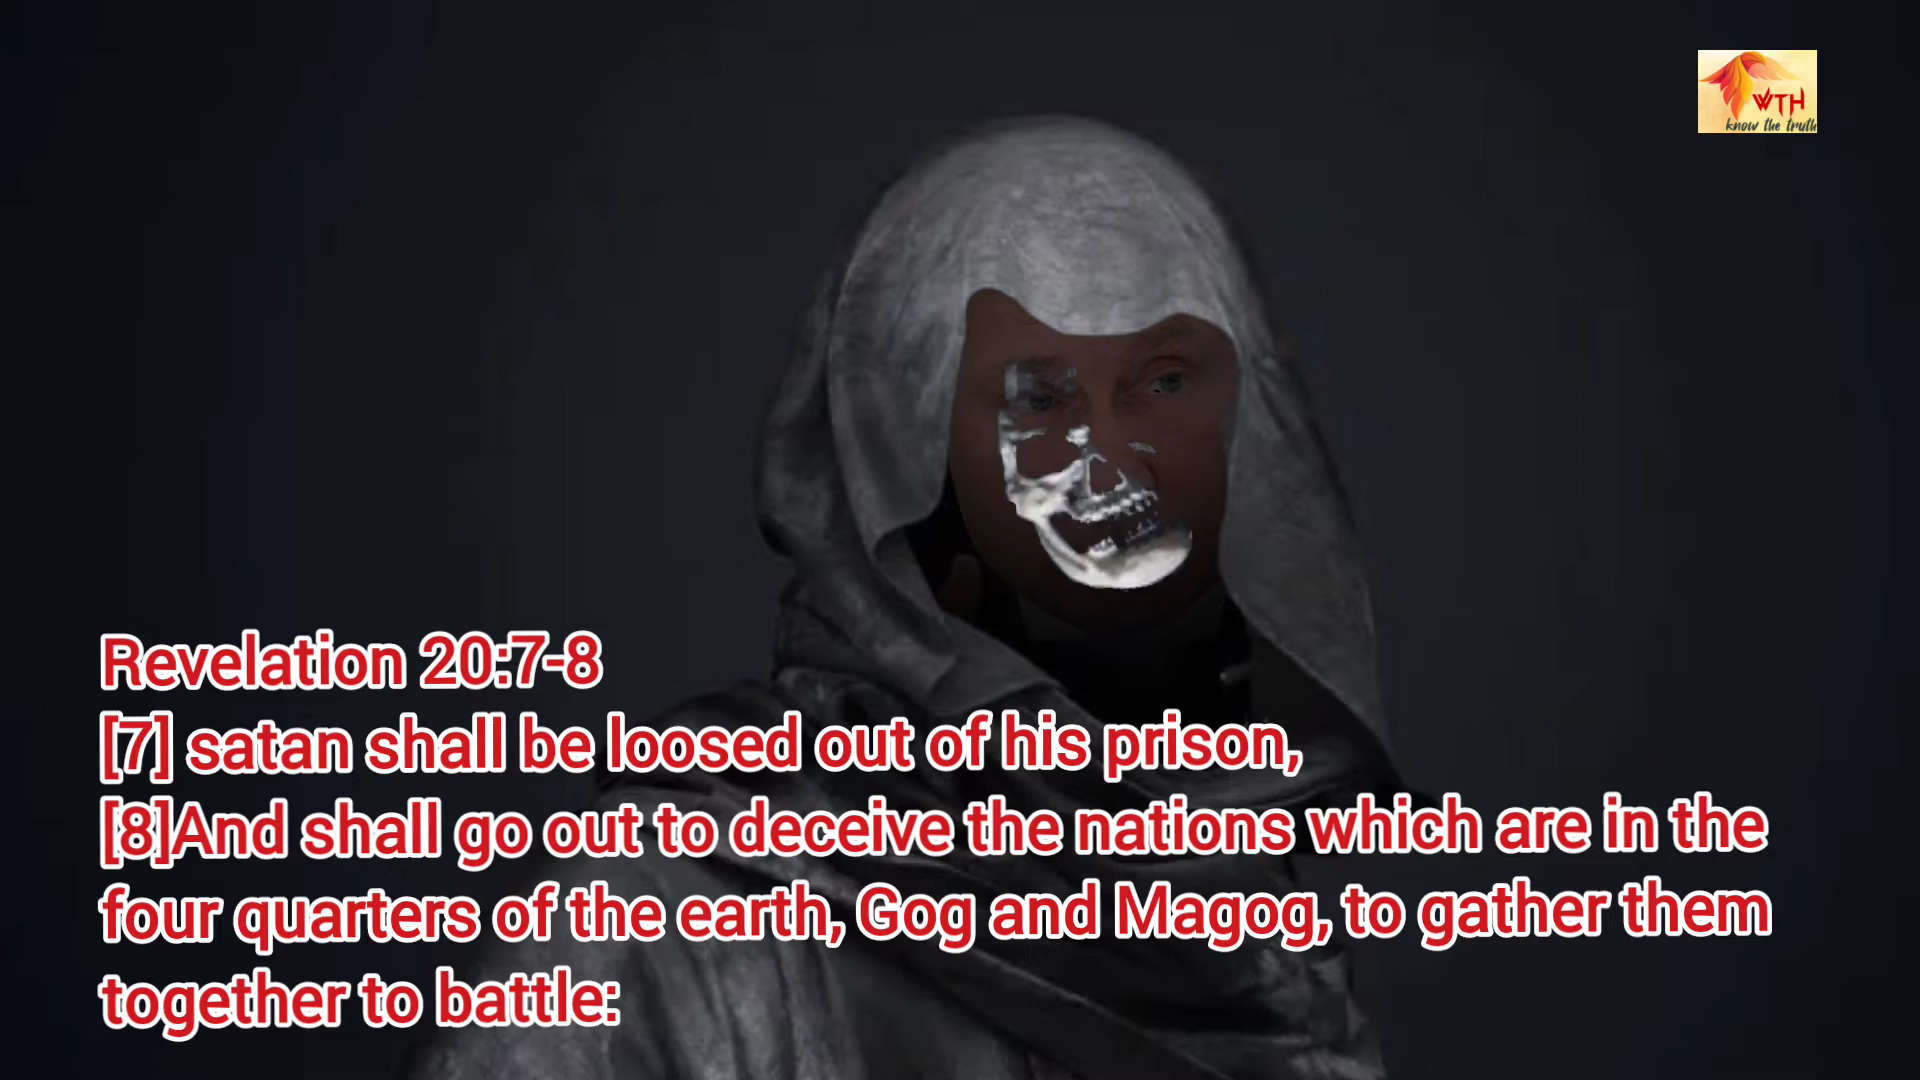 WTH
know the truth
Revelation 20:7-8
[7] satan shall be loosed out of his prison,
[8]And shall go out to deceive the nations which are in the
four quarters of the earth, Gog and Magog, to gather them
together to battle: